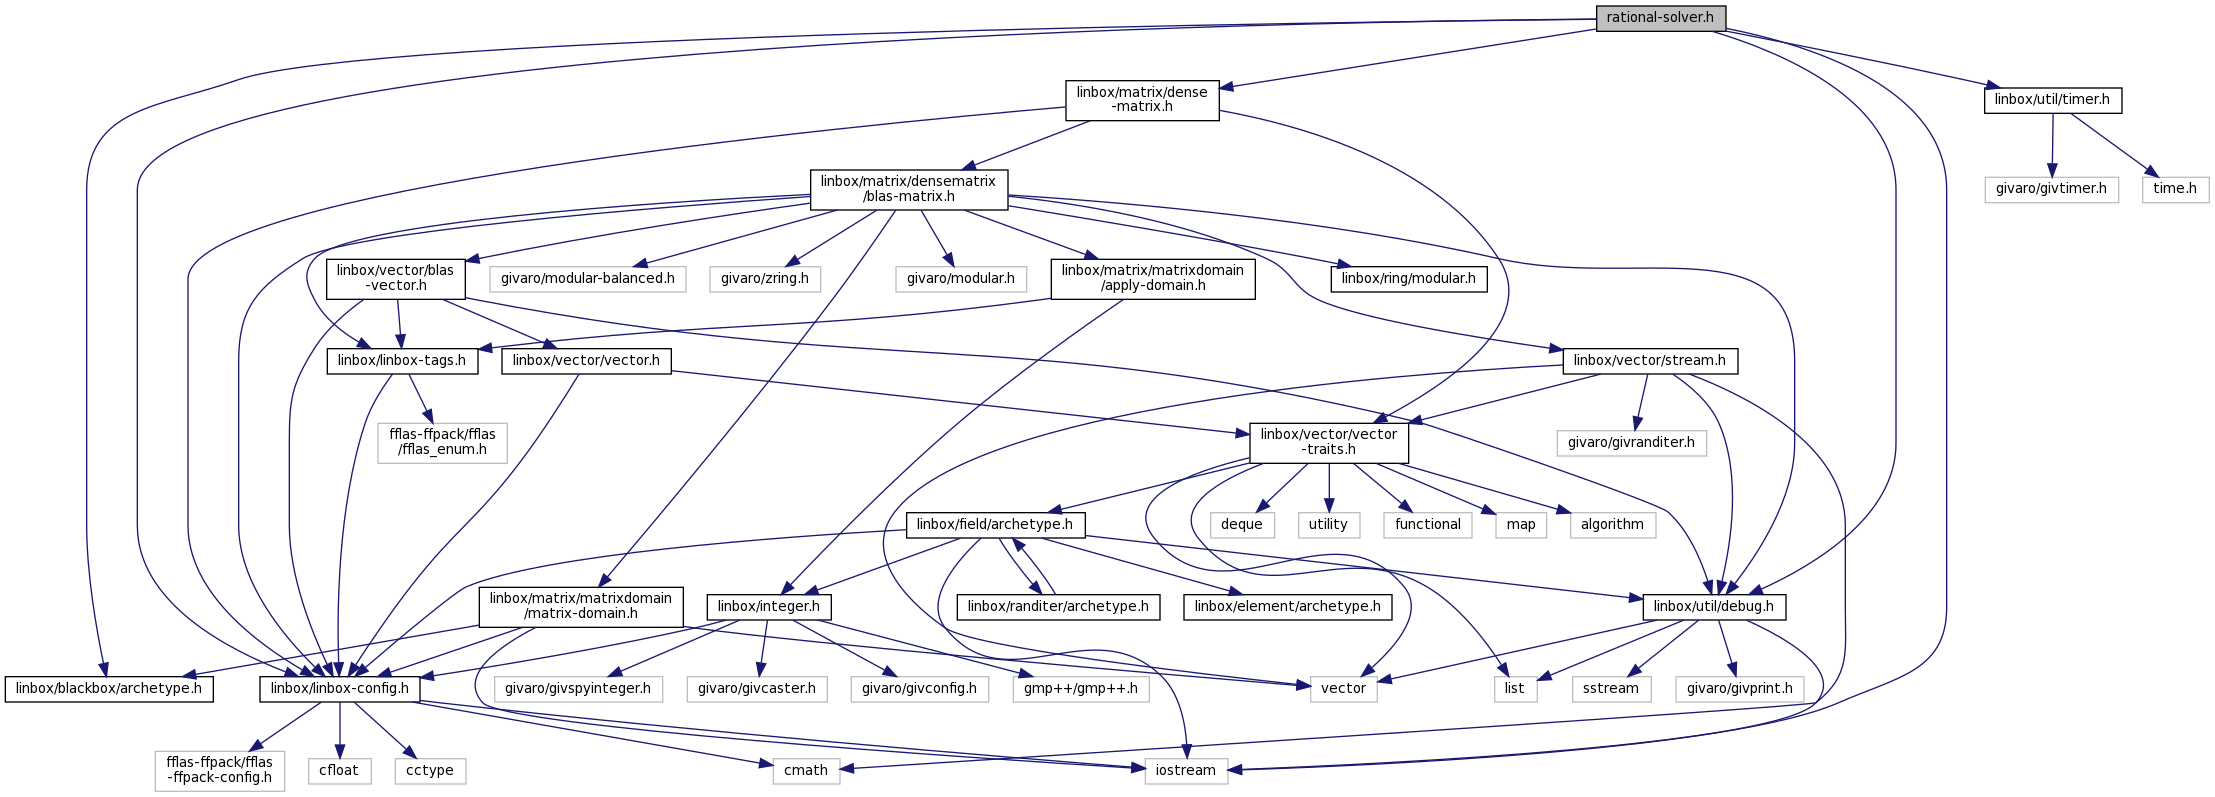 rational-solver.h
linbox/matrix/dense
-matrix.h
linbox/util/timer.h
linbox/matrix/densematrix
/blas-matrix.h
givaro/givtimer.h
time.h
linbox/vector/blas
-vector.h
givaro/modular-balanced.h
givaro/zring.h
givaro/modular.h
linbox/matrix/matrixdomain
/apply-domain.h
linbox/ring/modular.h
linbox/linbox-tags.h
linbox/vector/vector.h
linbox/vector/stream.h
fflas-ffpack/fflas
/fflas_enum.h
linbox/vector/vector
-traits.h
givaro/givranditer.h
linbox/field/archetype.h
deque
utility
functional
map
algorithm
linbox/matrix/matrixdomain
/matrix-domain.h
linbox/integer.h
linbox/randiter/archetype.h
linbox/element/archetype.h
linbox/util/debug.h
linbox/blackbox/archetype.h
linbox/linbox-config.h
givaro/givspyinteger.h
givaro/givcaster.h
givaro/givconfig.h
gmp++/gmp++.h
vector
list
sstream
givaro/givprint.h
fflas-ffpack/fflas
-ffpack-config.h
cfloat
cctype
cmath
iostream